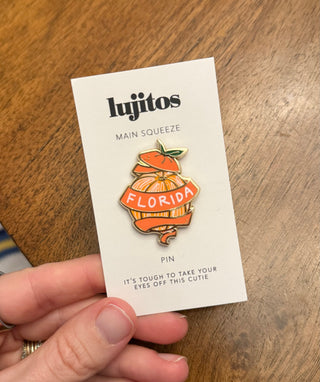 lujitos
MAIN SQUEEZE
FLORIDA
PIN
IT'S TOUGH TO TAKE YOUR
EYES OFF THIS CUTIE